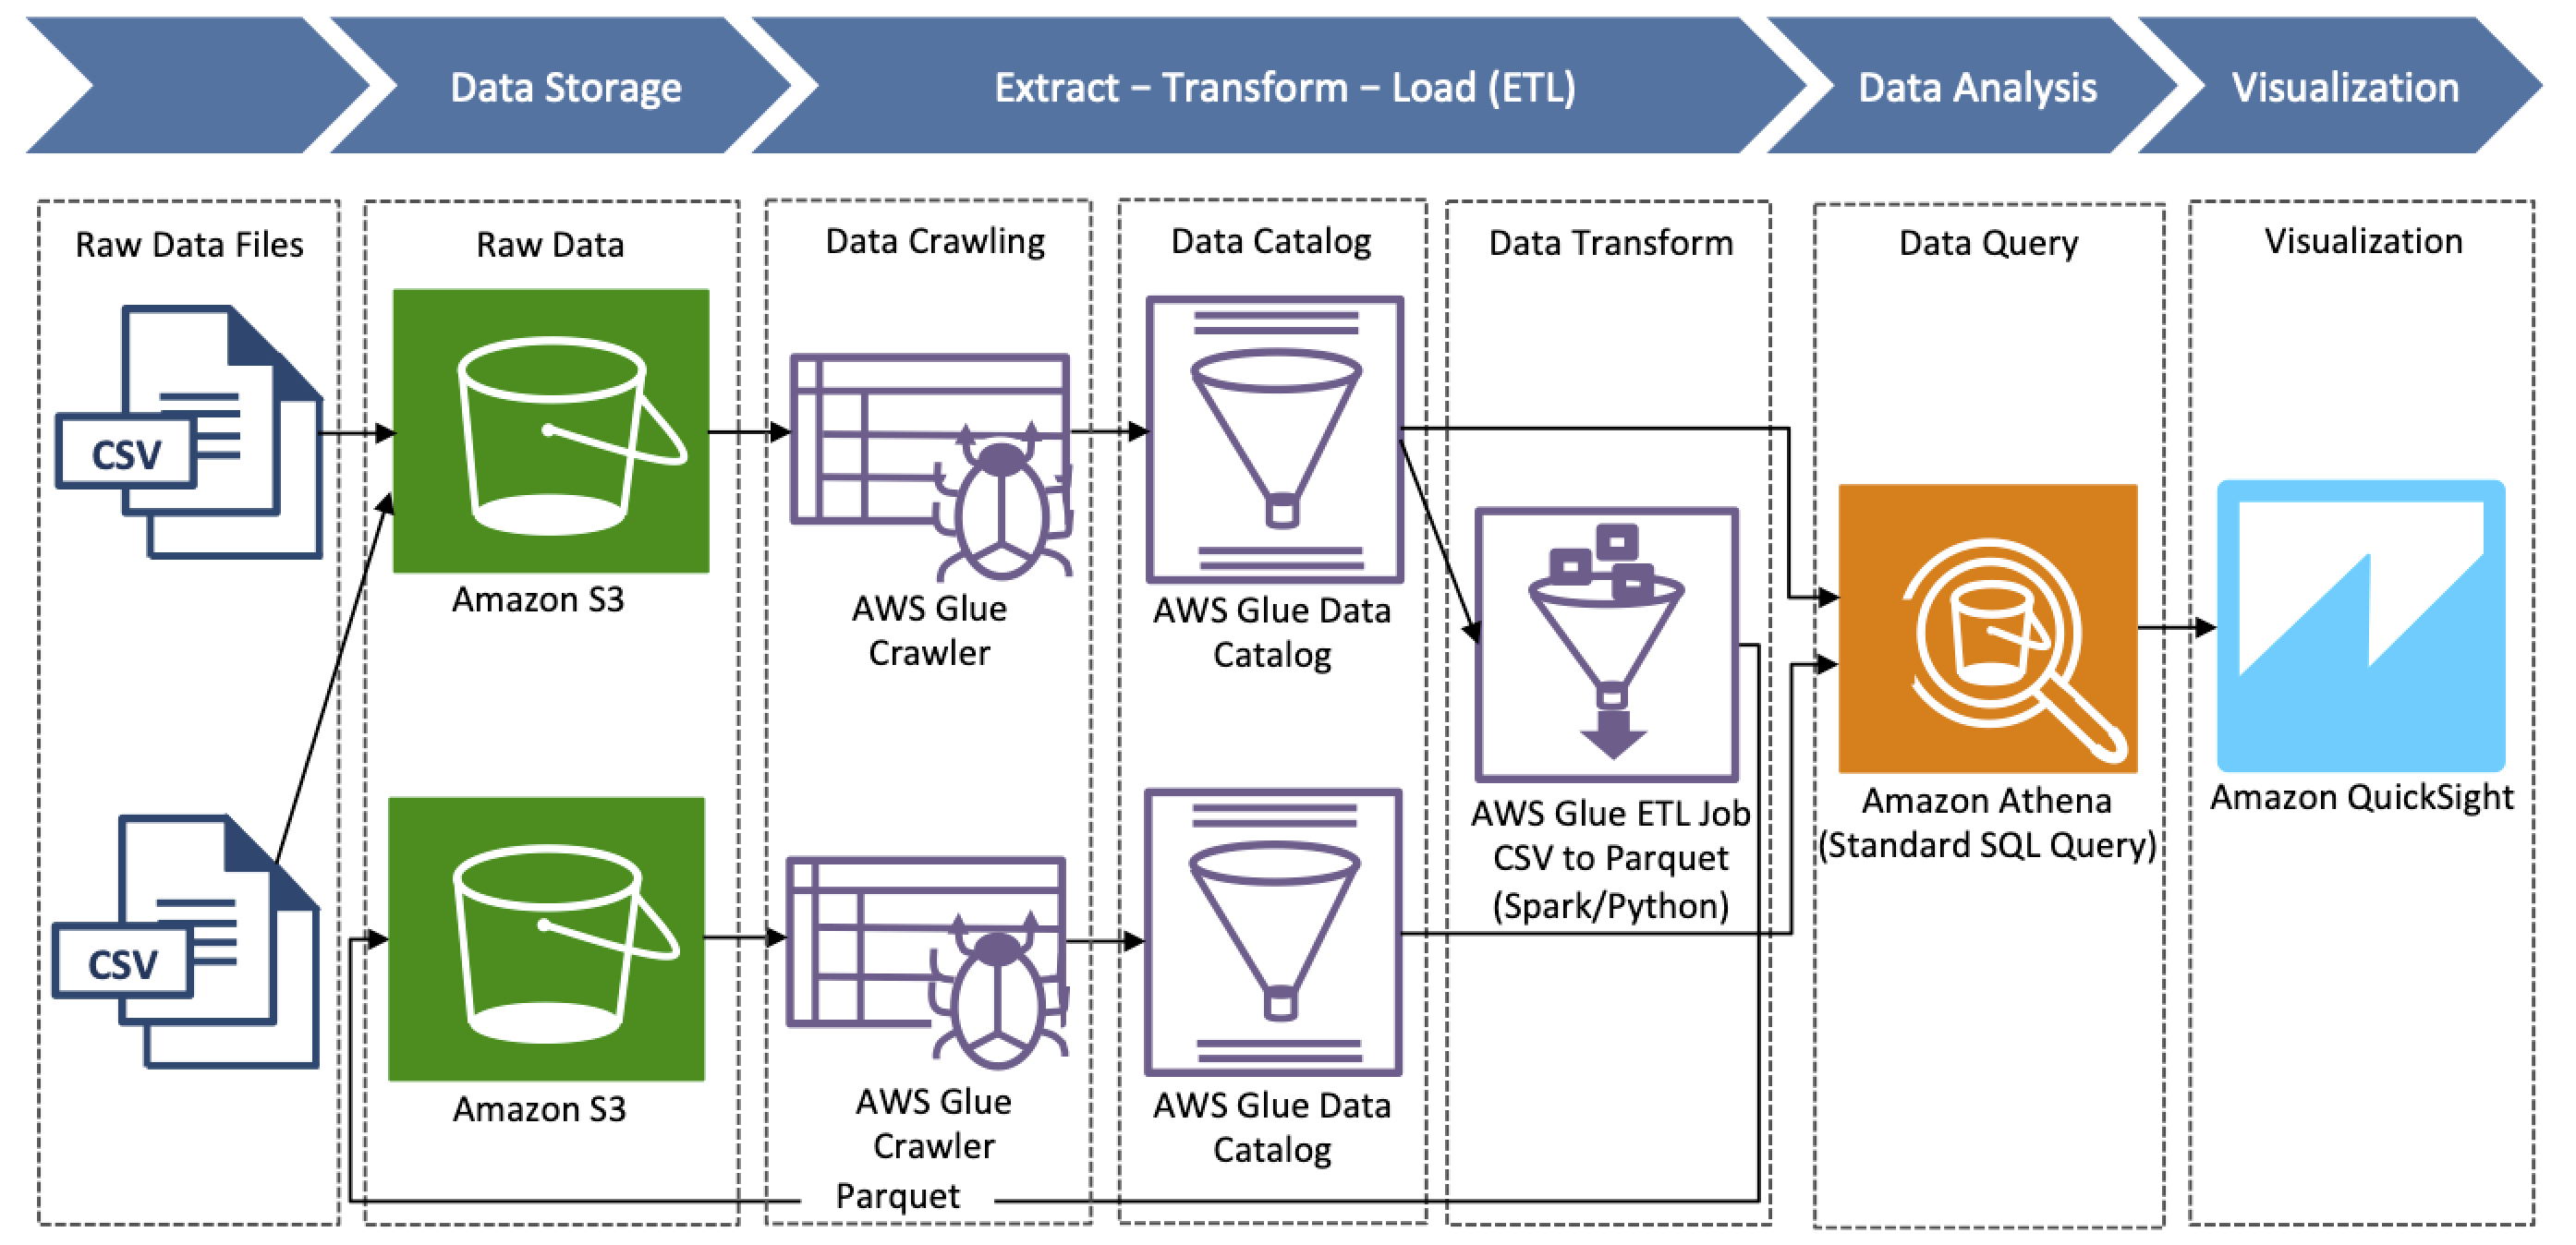 Data Storage
Extract – Transform – Load (ETL)
Data Analysis
Visualization
Raw Data Files
Raw Data
Data Crawling
Data Catalog
Data Transform
Data Query
Visualization
CSV
Amazon S3
AWS Glue
Crawler
AWS Glue Data
Catalog
AWS Glue ETL Job
CSV to Parquet
(Spark/Python)
Amazon Athena
(Standard SQL Query)
Amazon QuickSight
CSV
Amazon S3
AWS Glue
Crawler
AWS Glue Data
Catalog
Parquet